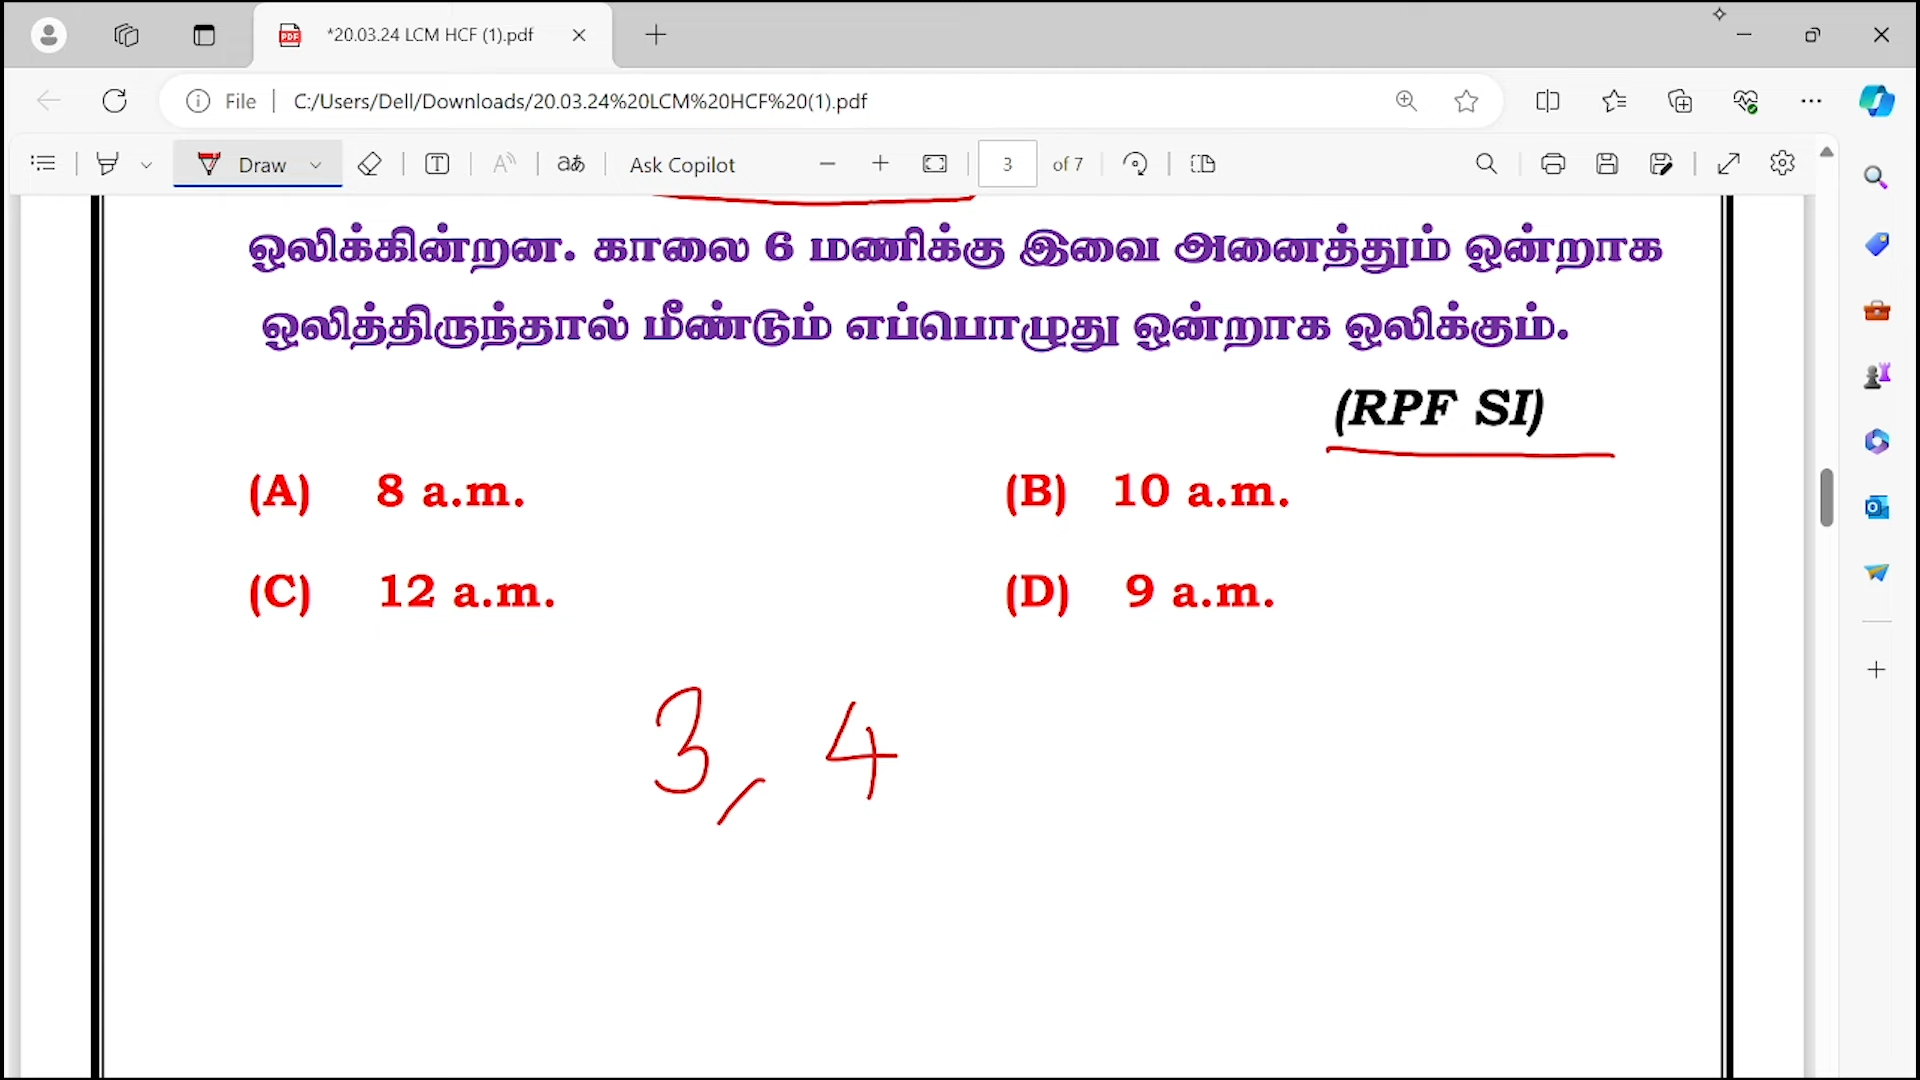 *20.03.24 LCM HCF (1).pdf
File C:/Users/Dell/Downloads/20.03.24%20LCM%20HCF%20(1).pdf
Draw T aあ Ask Copilot 3 of 7
ஒலிக்கின்றன. காலை 6 மணிக்கு இவை அனைத்தும் ஒன்றாக
ஒலித்திருந்தால் மீண்டும் எப்பொழுது ஒன்றாக ஒலிக்கும்.
(RPF SI)
(A) 8 a.m. (B) 10 a.m.
(C) 12 a.m. (D) 9 a.m.
3, 4